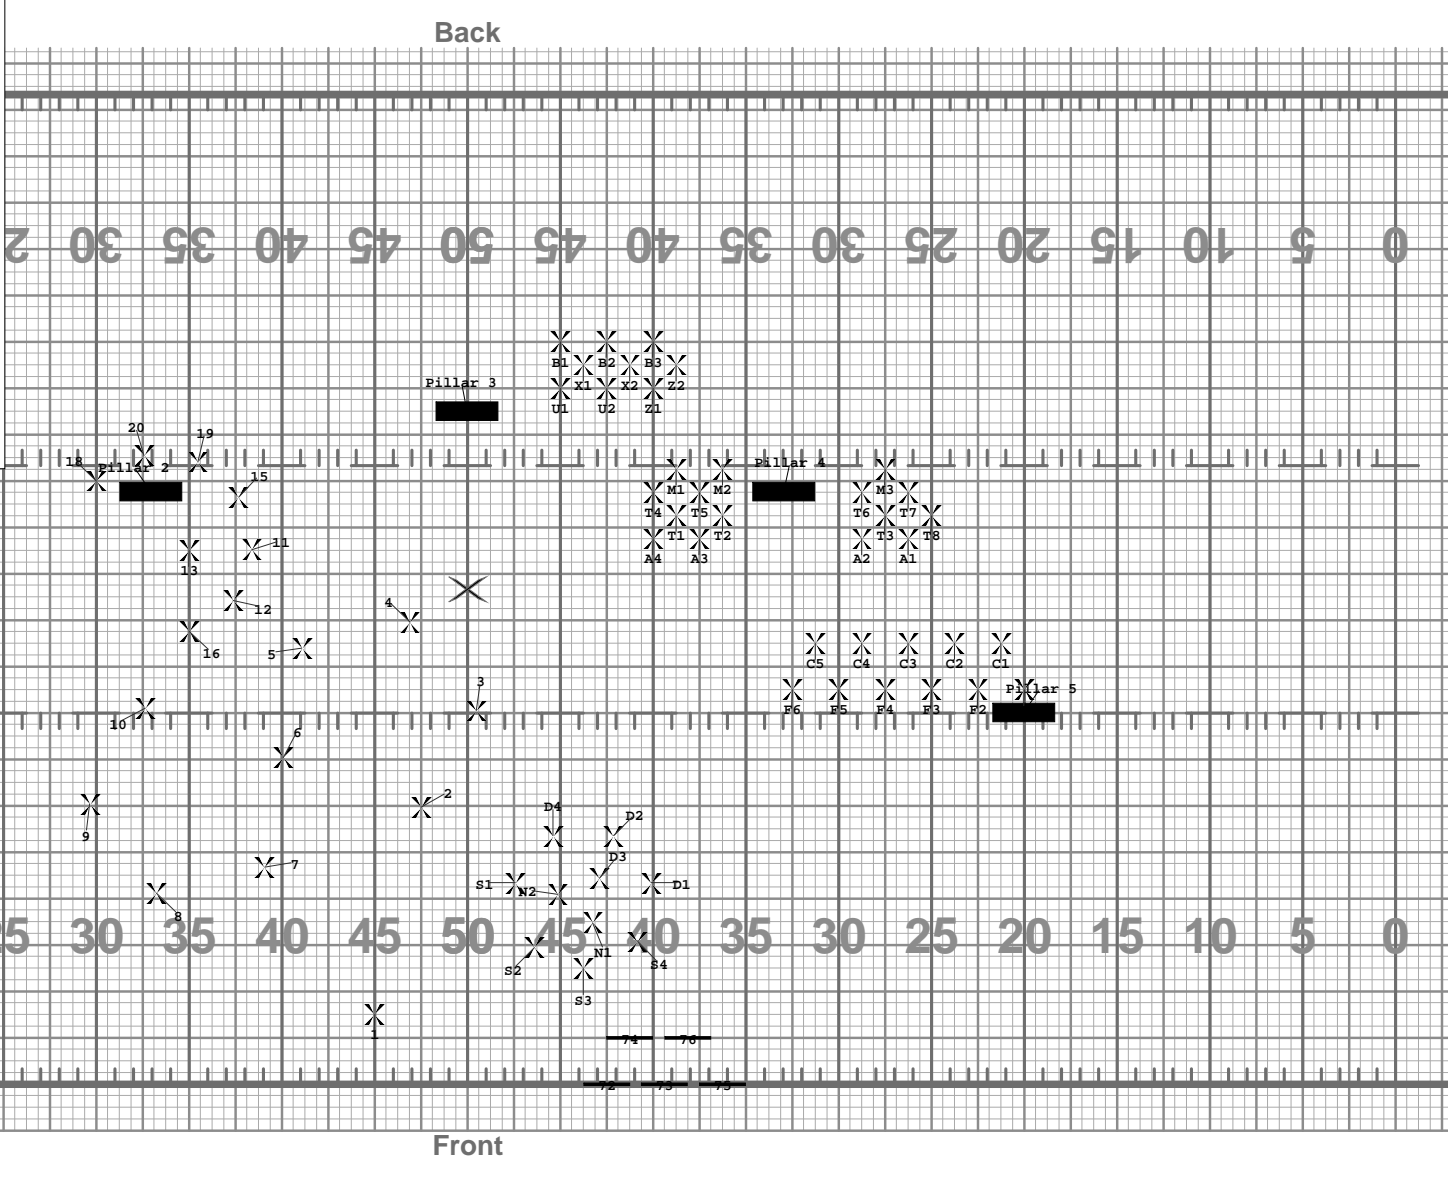 Back
2 30 35 40 45 50 45 40 35 30 25 20 15 10 5 0
B1 B2 B3
Pillar 3 X1 X2 Z2
U1 U2 Z1
20 19
18 Pillar 2 15
M1 M2 Pillar 4 M3
T4 T5 T6 T7
T1 T2 T3 T8
11
A4 A3 A2 A1
13
12
4
16 5
C5 C4 C3 C2 C1
3 Pillar 5
F6 F5 F4 F3 F2
10
6
2
D4 D2
9
D3
7
S1 N2 D1
8
5 30 35 40 45 50 45 40 35 30 25 20 15 10 5 0
N1
S2 S4
S3
1
74 76
72 73 75
Front